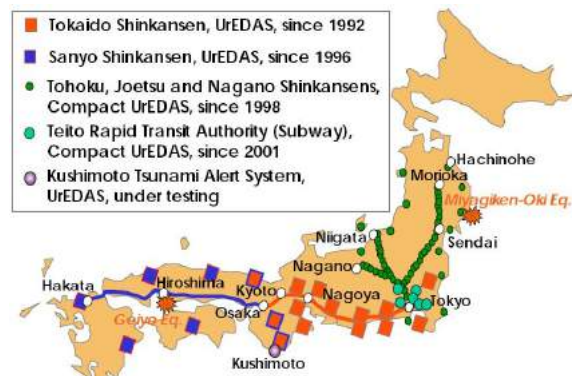 Tokaido Shinkansen, UrEDAS, since 1992
Sanyo Shinkansen, UrEDAS, since 1996
Tohoku, Joetsu and Nagano Shinkansens,
Compact UrEDAS, since 1998
Teito Rapid Transit Authority (Subway),
Compact UrEDAS, since 2001
Kushimoto Tsunami Alert System,
UrEDAS, under testing
Hachinohe
Morioka
Miyagiken-Oki Eq.
Niigata
Sendai
Nagano
Hakata
Hiroshima
Kyoto
Nagoya
Tokyo
Geiyo Eq.
Osaka
Kushimoto